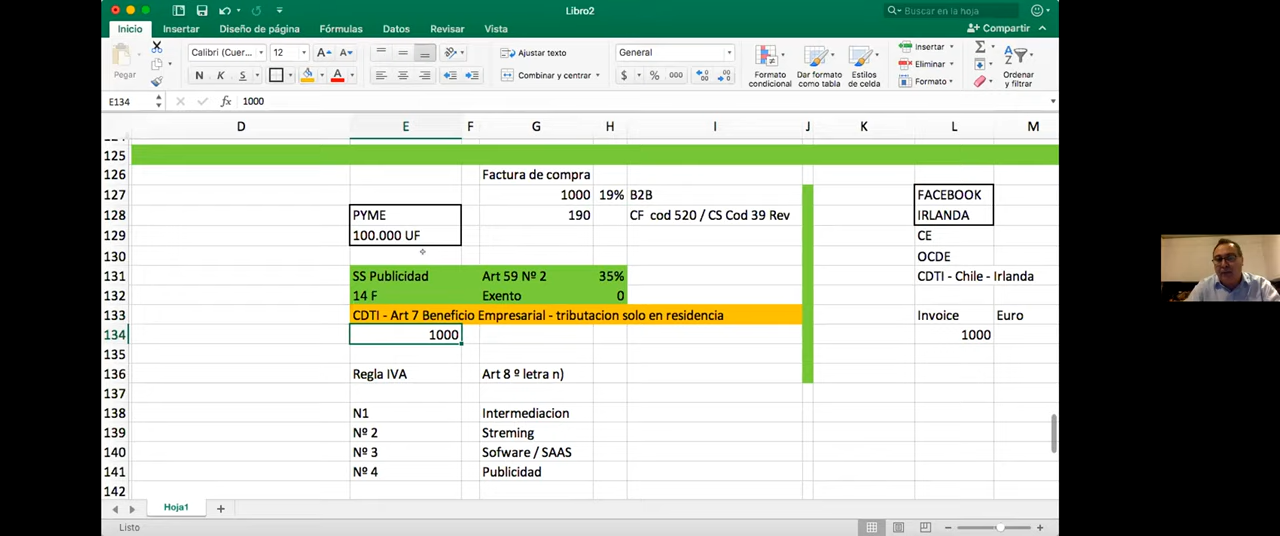 Libro2
Buscar en la hoja
Inicio Insertar Diseño de página Fórmulas Datos Revisar Vista Compartir
Pegar
Calibri (Cuer... 12
N K S
Ajustar texto
Combinar y centrar
General
$ % 000
Formato condicional
Dar formato como tabla
Estilos de celda
Insertar
Eliminar
Formato
Ordenar y filtrar
E134 fx 1000
D E F G H I J K L M
125
126 Factura de compra
127 1000 19% B2B FACEBOOK
128 PYME 190 CF cod 520 / CS Cod 39 Rev IRLANDA
129 100.000 UF CE
130 OCDE
131 SS Publicidad Art 59 Nº 2 35% CDTI - Chile - Irlanda
132 14 F Exento 0
133 CDTI - Art 7 Beneficio Empresarial - tributacion solo en residencia Invoice Euro
134 1000 1000
135
136 Regla IVA Art 8 º letra n)
137
138 N1 Intermediacion
139 Nº 2 Streming
140 Nº 3 Sofware / SAAS
141 Nº 4 Publicidad
142
Hoja1
Listo